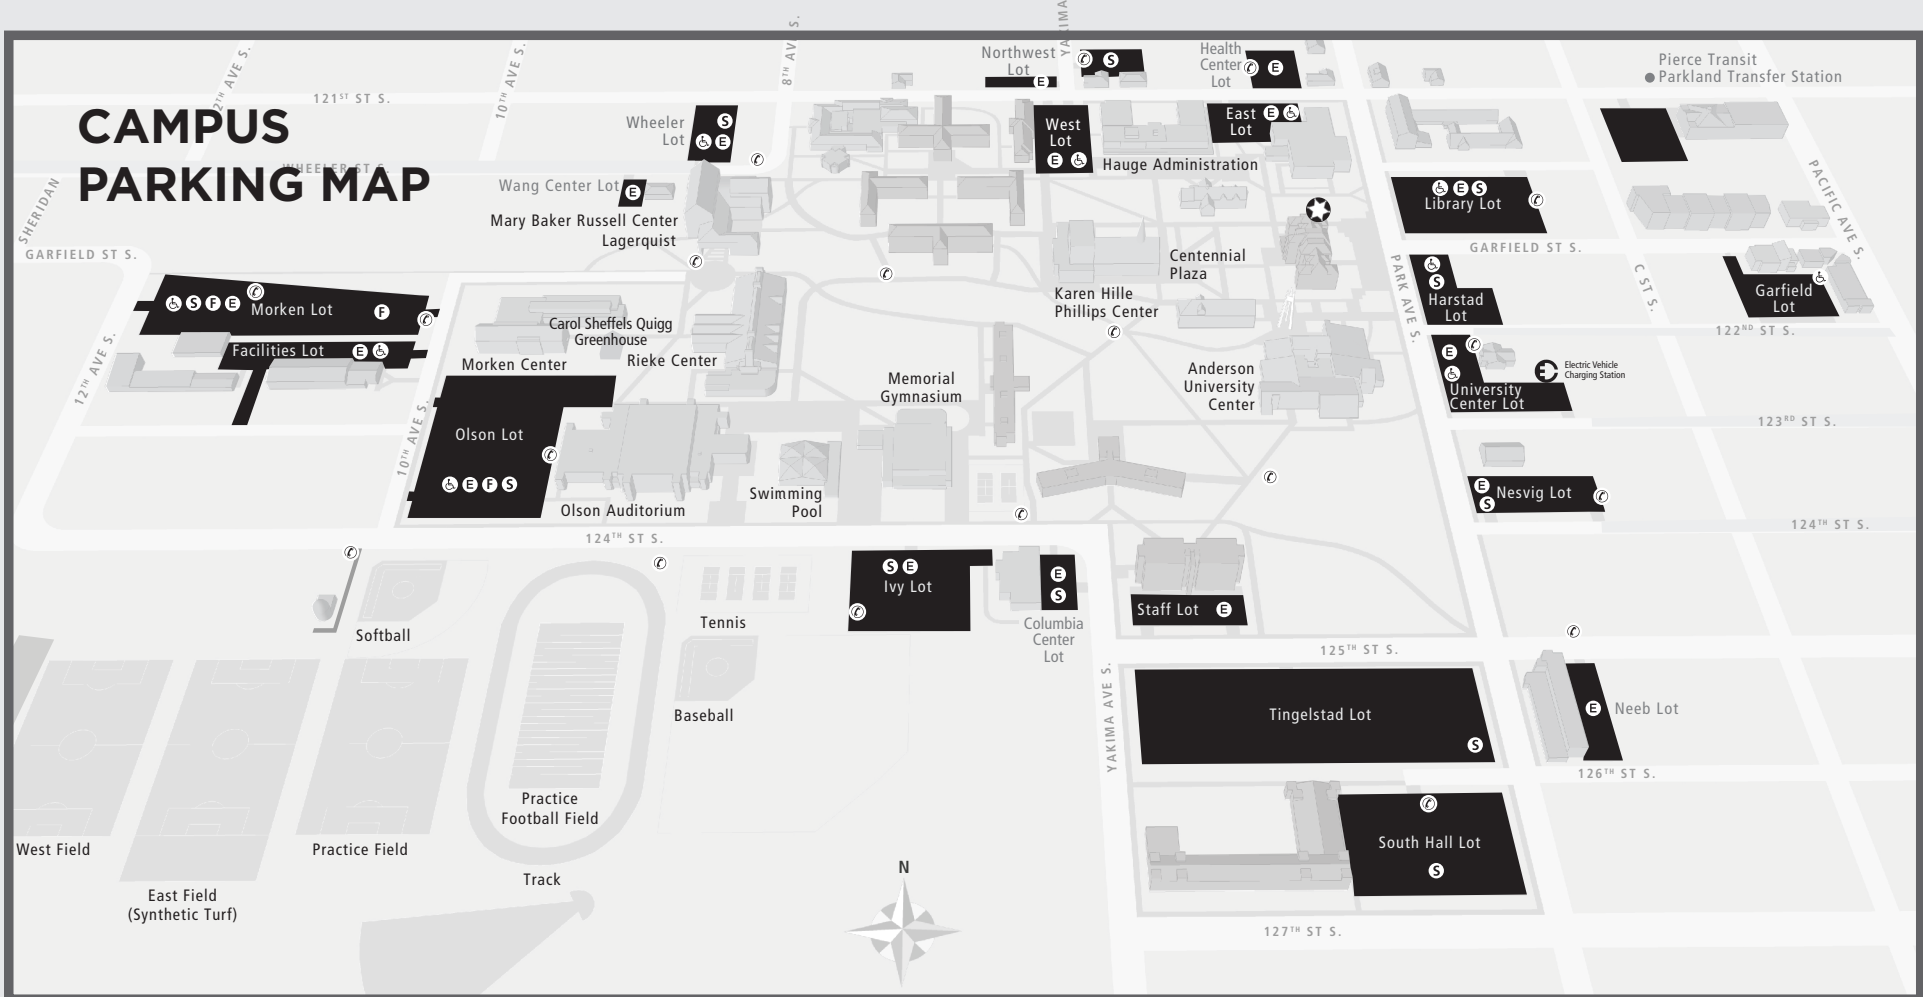 CAMPUS
PARKING MAP
12TH AVE S.
10TH AVE S.
8TH AVE S.
YAKIMA
121ST ST S.
WHEELER ST S.
SHERIDAN
GARFIELD ST S.
Northwest
Lot
E
S
Health
Center
Lot
E
Pierce Transit
Parkland Transfer Station
Wheeler
Lot
S
E
West
Lot
E
East
Lot
E
Hauge Administration
Wang Center Lot
E
Mary Baker Russell Center
Lagerquist
E S
Library Lot
PACIFIC AVE S.
GARFIELD ST S.
Centennial
Plaza
Karen Hille
Phillips Center
PARK AVE S.
S
Harstad
Lot
C ST S.
Garfield
Lot
122ND ST S.
S F E
Morken Lot
F
Facilities Lot
E
12TH AVE S.
Carol Sheffels Quigg
Greenhouse
Morken Center
Rieke Center
Memorial
Gymnasium
Anderson
University
Center
E
University
Center Lot
Electric Vehicle
Charging Station
123RD ST S.
10TH AVE S.
Olson Lot
E F S
Olson Auditorium
Swimming
Pool
E
S
Nesvig Lot
124TH ST S.
124TH ST S.
S E
Ivy Lot
E
S
Columbia
Center
Lot
Staff Lot
E
Softball
Tennis
Baseball
125TH ST S.
YAKIMA AVE S.
Tingelstad Lot
S
E
Neeb Lot
126TH ST S.
Practice
Football Field
Track
West Field
East Field
(Synthetic Turf)
Practice Field
South Hall Lot
S
N
127TH ST S.